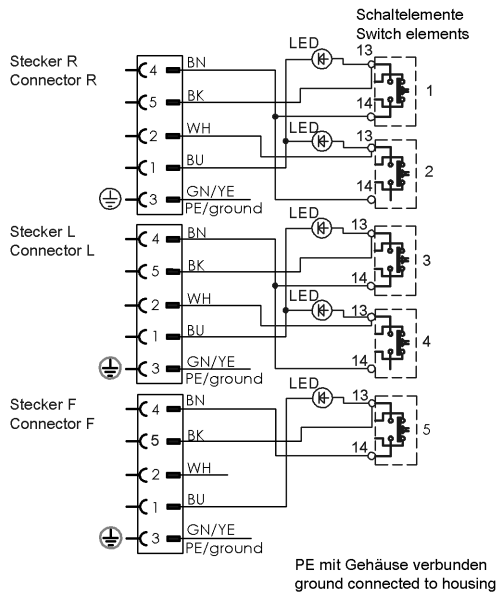 Schaltelemente
Switch elements
Stecker R
Connector R
4 BN
5 BK
2 WH
1 BU
3 GN/YE
PE/ground
LED 13
14 1
LED 13
14 2
Stecker L
Connector L
4 BN
5 BK
2 WH
1 BU
3 GN/YE
PE/ground
LED 13
14 3
LED 13
14 4
Stecker F
Connector F
4 BN
5 BK
2 WH
1 BU
3 GN/YE
PE/ground
LED 13
14 5
PE mit Gehäuse verbunden
ground connected to housing